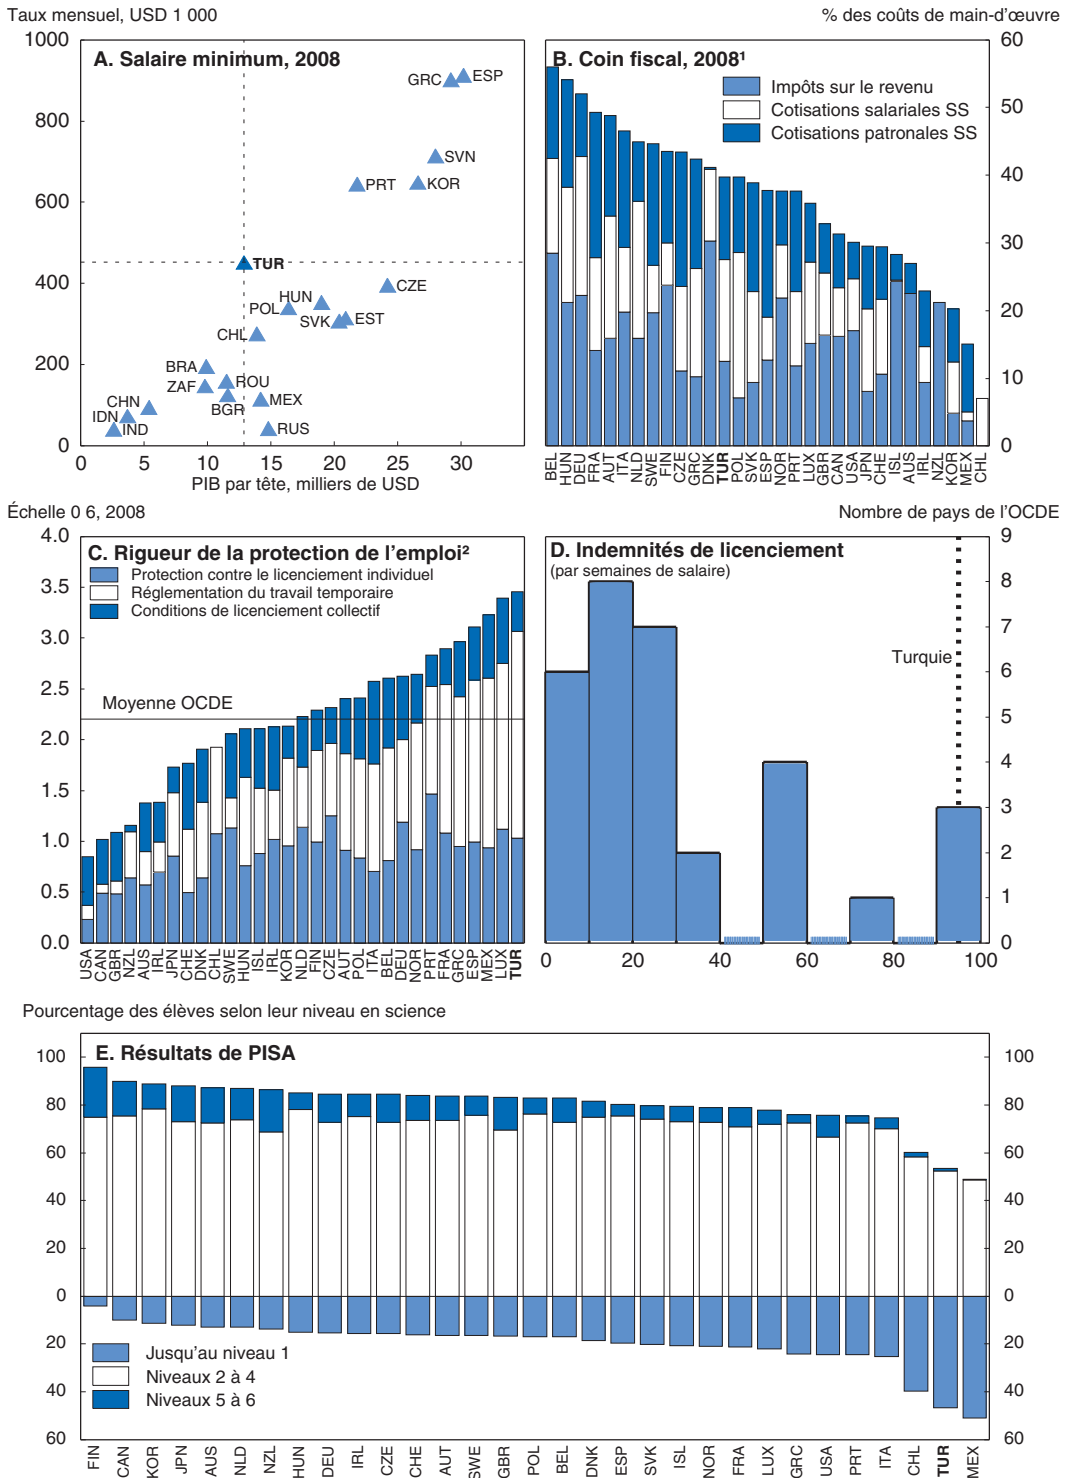 Taux mensuel, USD 1 000
% des coûts de main-d'œuvre
A. Salaire minimum, 2008
1000
800
600
400
200
0
GRC
ESP
SVN
PRT
KOR
TUR
CZE
HUN
POL
SVK
EST
CHL
BRA
ROU
ZAF
BGR
MEX
CHN
IDN
IND
RUS
0 5 10 15 20 25 30
PIB par tête, milliers de USD
B. Coin fiscal, 2008¹
Impôts sur le revenu
Cotisations salariales SS
Cotisations patronales SS
60
50
40
30
20
10
0
BEL HUN DEU FRA AUT ITA NLD SWE FIN CZE GRC DNK TUR POL SVK ESP NOR PRT LUX GBR CAN USA JPN CHE ISL AUS IRL NZL KOR MEX CHL
Échelle 0 6, 2008
Nombre de pays de l'OCDE
C. Rigueur de la protection de l'emploi²
Protection contre le licenciement individuel
Réglementation du travail temporaire
Conditions de licenciement collectif
4.0
3.5
3.0
2.5
2.0
1.5
1.0
0.5
0.0
Moyenne OCDE
USA CAN GBR NZL AUS IRL JPN CHE DNK CHL SWE HUN ISL IRL KOR NLD FIN CZE AUT POL ITA BEL DEU NOR PRT FRA GRC ESP MEX LUX TUR
D. Indemnités de licenciement
(par semaines de salaire)
9
8
7
6
5
4
3
2
1
0
Turquie
0 20 40 60 80 100
Pourcentage des élèves selon leur niveau en science
E. Résultats de PISA
100 100
80 80
60 60
40 40
20 20
0 0
20 20
40 40
60 60
Jusqu'au niveau 1
Niveaux 2 à 4
Niveaux 5 à 6
FIN CAN KOR JPN AUS NLD NZL HUN DEU IRL CZE CHE AUT SWE GBR POL BEL DNK ESP SVK ISL NOR FRA LUX GRC USA PRT ITA CHL TUR MEX